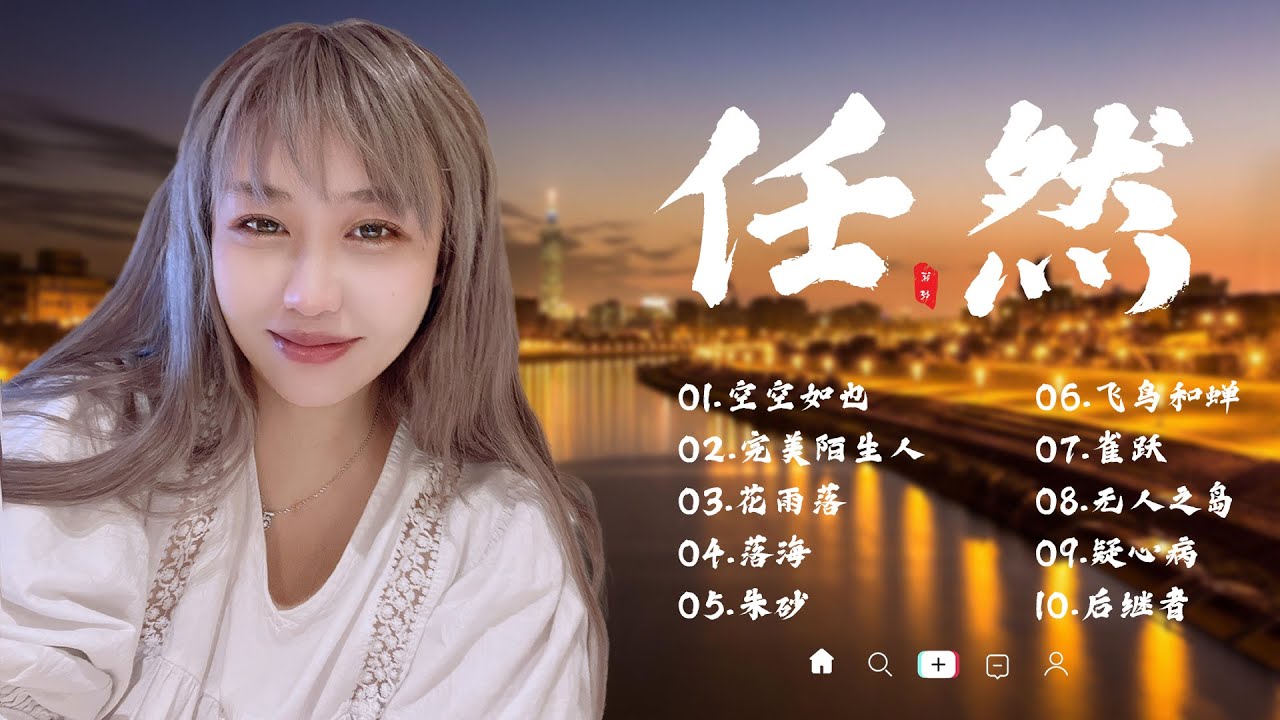 任然
01.空空如也
02.完美陌生人
03.花雨落
04.落海
05.朱砂
06.飞鸟和蝉
07.雀跃
08.无人之岛
09.疑心病
10.后继者